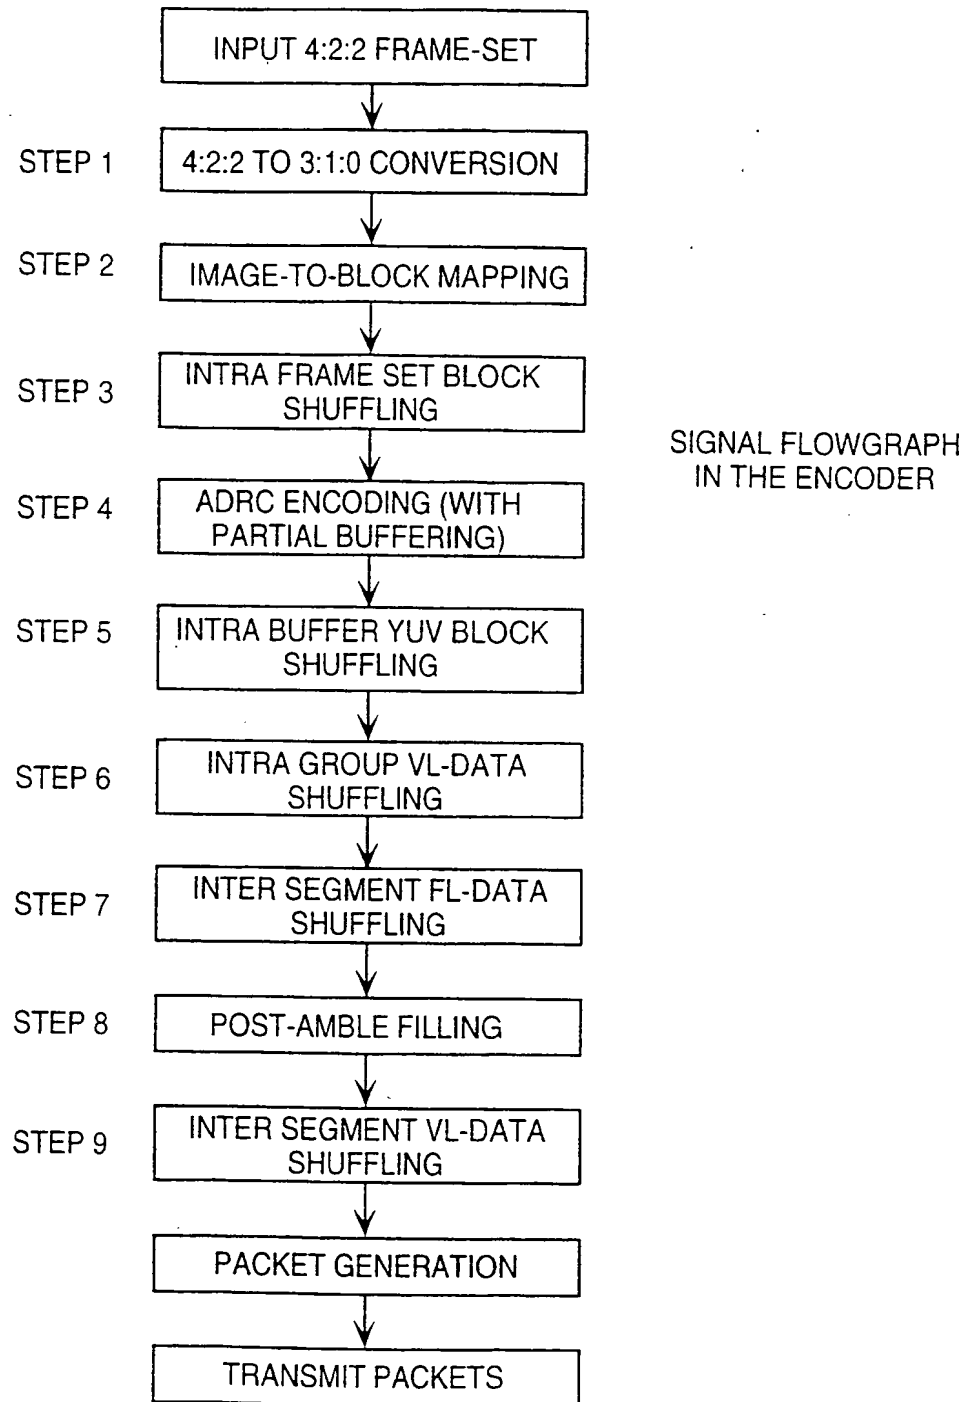 INPUT 4:2:2 FRAME-SET
STEP 1
4:2:2 TO 3:1:0 CONVERSION
STEP 2
IMAGE-TO-BLOCK MAPPING
STEP 3
INTRA FRAME SET BLOCK
SHUFFLING
SIGNAL FLOWGRAPH
IN THE ENCODER
STEP 4
ADRC ENCODING (WITH
PARTIAL BUFFERING)
STEP 5
INTRA BUFFER YUV BLOCK
SHUFFLING
STEP 6
INTRA GROUP VL-DATA
SHUFFLING
STEP 7
INTER SEGMENT FL-DATA
SHUFFLING
STEP 8
POST-AMBLE FILLING
STEP 9
INTER SEGMENT VL-DATA
SHUFFLING
PACKET GENERATION
TRANSMIT PACKETS